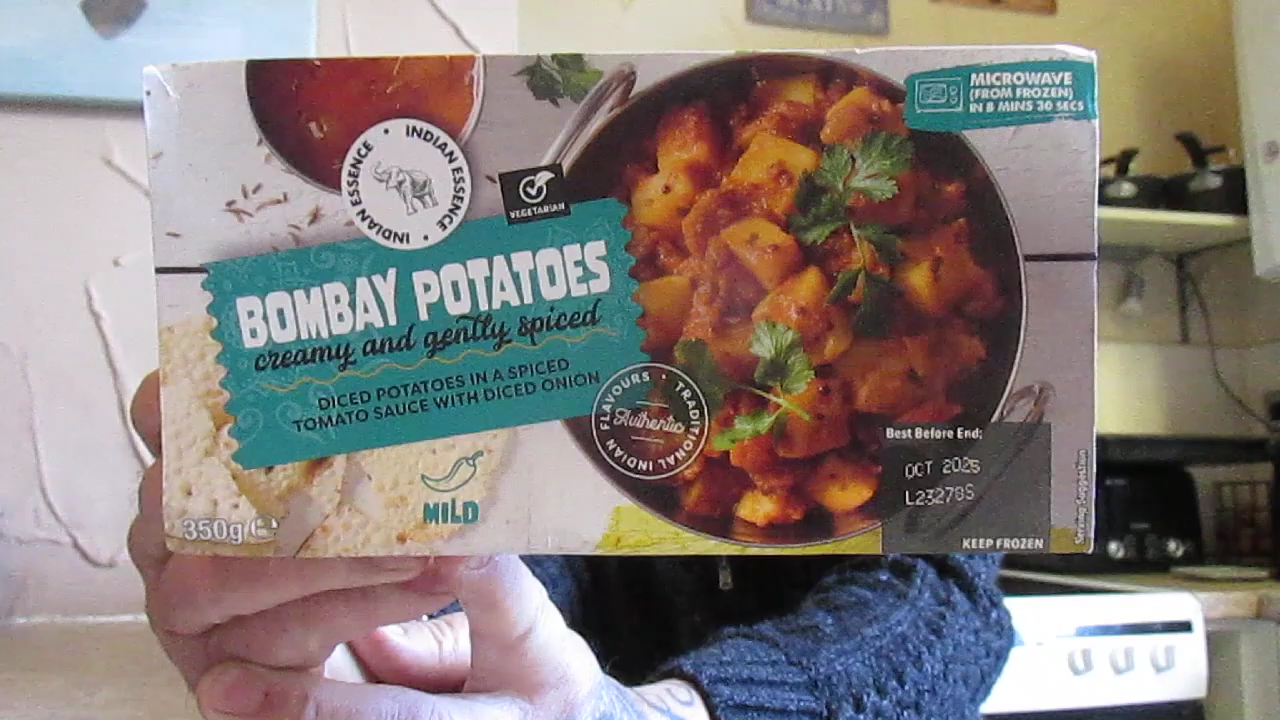 MICROWAVE
(FROM FROZEN)
IN 8 MINS 30 SECS
INDIAN ESSENCE • INDIAN ESSENCE •
VEGETARIAN
BOMBAY POTATOES
creamy and gently spiced
DICED POTATOES IN A SPICED
TOMATO SAUCE WITH DICED ONION
Authentic
TRADITIONAL INDIAN FLAVOURS •
MILD
350g ℮
Best Before End:
OCT 2025
L23278S
KEEP FROZEN
Serving Suggestion